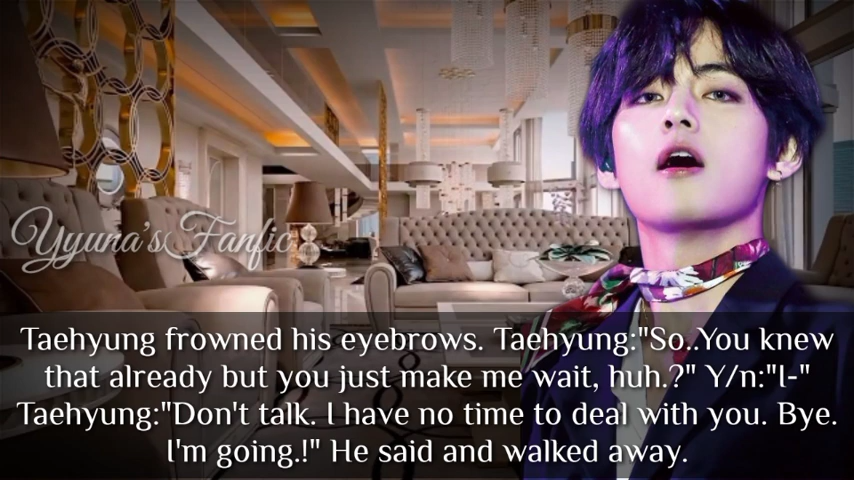 Yyuna'sFanfic
Taehyung frowned his eyebrows. Taehyung:"So..You knew
that already but you just make me wait, huh.?" Y/n:"I-"
Taehyung:"Don't talk. I have no time to deal with you. Bye.
I'm going.!" He said and walked away.